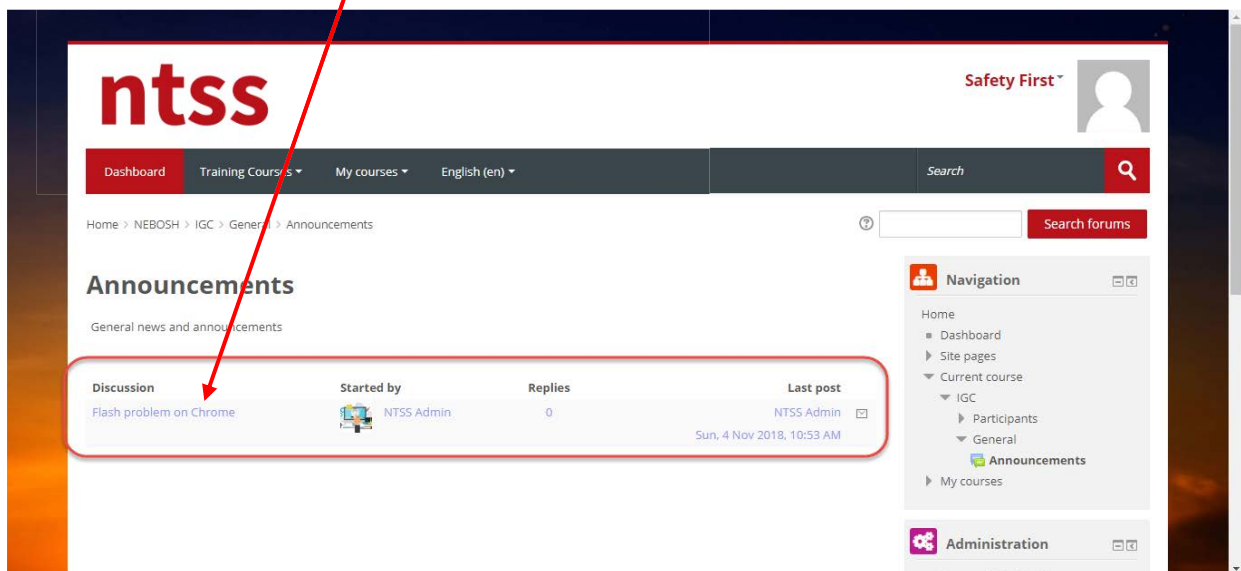 ntss
Safety First
Dashboard Training Courses My courses English (en) Search
Home > NEBOSH > IGC > General > Announcements Search forums
Announcements
General news and announcements
Discussion Started by Replies Last post
Flash problem on Chrome NTSS Admin 0 NTSS Admin
Sun, 4 Nov 2018, 10:53 AM
Navigation
Home
Dashboard
Site pages
Current course
IGC
Participants
General
Announcements
My courses
Administration